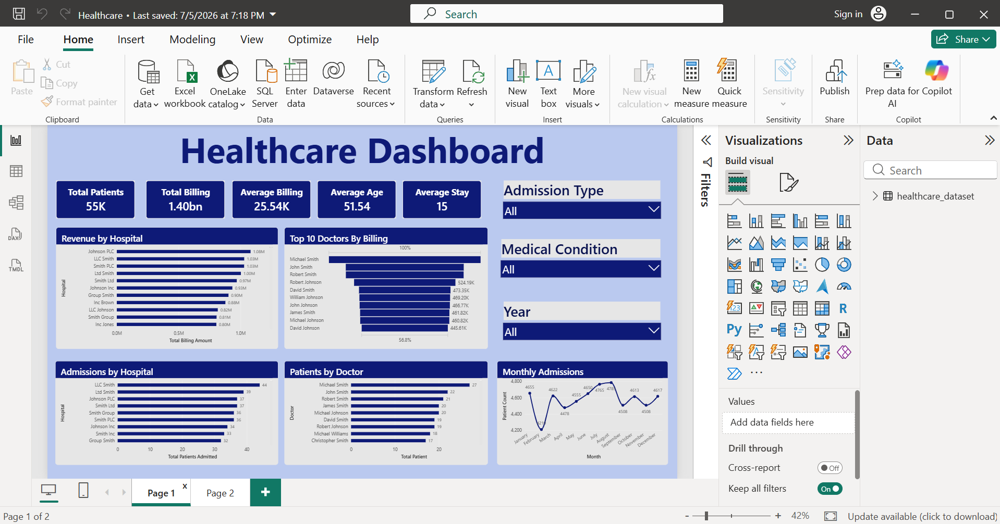 Healthcare • Last saved: 7/5/2026 at 7:18 PM
Search
Sign in
File
Home
Insert
Modeling
View
Optimize
Help
Share
Paste
Cut
Copy
Format painter
Clipboard
Get data
Excel workbook
OneLake catalog
SQL Server
Enter data
Dataverse
Recent sources
Data
Transform data
Refresh
Queries
New visual
Text box
More visuals
Insert
New visual calculation
New measure
Quick measure
Calculations
Sensitivity
Sensitivity
Publish
Share
Prep data for AI
Copilot
Copilot
Healthcare Dashboard
Total Patients
55K
Total Billing
1.40bn
Average Billing
25.54K
Average Age
51.54
Average Stay
15
Admission Type
All
Medical Condition
All
Year
All
Revenue by Hospital
Hospital
Johnson PLC 1.08M
LLC Smith 1.03M
Smith PLC 1.03M
Ltd Smith 1.00M
Smith Ltd 0.97M
Johnson Inc 0.93M
Group Smith 0.90M
Inc Brown 0.88M
LLC Johnson 0.82M
Smith Group 0.81M
Inc Jones 0.80M
0.0M 0.5M 1.0M
Total Billing Amount
Top 10 Doctors By Billing
100%
Michael Smith
John Smith
Robert Smith
Robert Johnson 524.19K
David Smith 473.35K
William Johnson 469.20K
John Johnson 466.77K
James Smith 461.82K
Michael Johnson 460.82K
David Johnson 445.61K
56.8%
Admissions by Hospital
Hospital
LLC Smith 44
Ltd Smith 39
Johnson PLC 37
Smith Ltd 37
Smith Group 36
Smith PLC 36
Johnson Inc 34
Smith Inc 33
Group Smith 32
0 10 20 30 40
Total Patients Admitted
Patients by Doctor
Doctor
Michael Smith 27
John Smith 22
Robert Smith 21
James Smith 20
Michael Johnson 20
David Smith 19
Robert Johnson 19
Michael Williams 18
Christopher Smith 17
0 10 20
Total Patient
Monthly Admissions
Patient Count
4,800
4,600
4,400
4,200
4655 4622 4478 4555 4650 4765 4785 4508 4613 4508 4617
January February March April May June July August September October November December
Month
Filters
Visualizations
Build visual
123
R
Py
Values
Add data fields here
Drill through
Cross-report
Off
Keep all filters
On
Data
Search
healthcare_dataset
DAX
TMDL
Page 1
x
Page 2
+
Page 1 of 2
- + 42%
Update available (click to download)